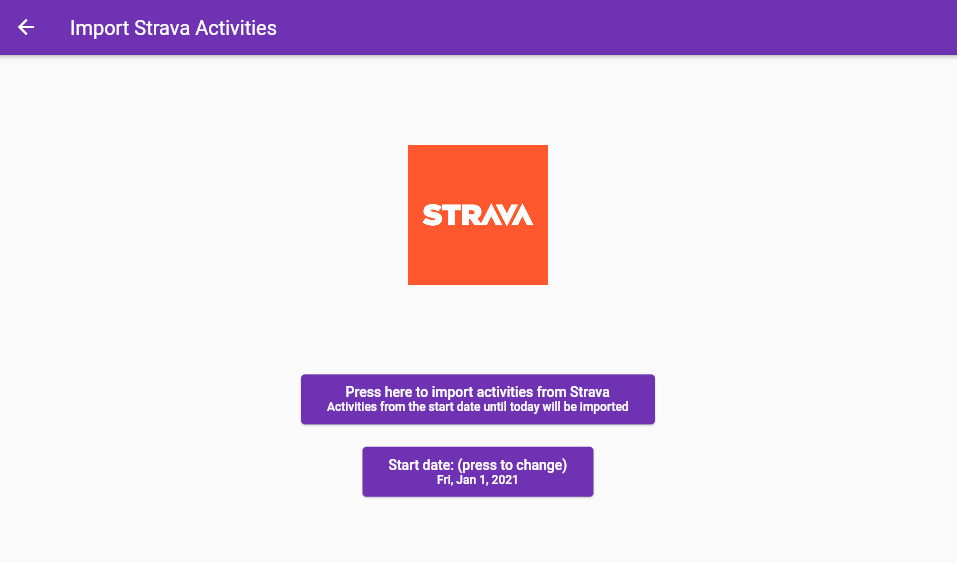 Import Strava Activities
STRAVA
Press here to import activities from Strava
Activities from the start date until today will be imported
Start date: (press to change)
Fri, Jan 1, 2021